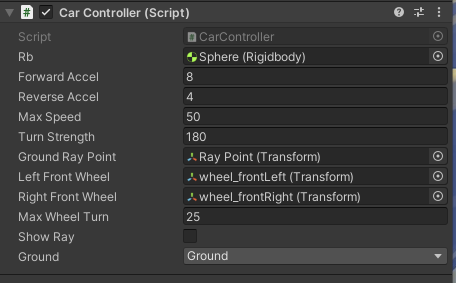 Car Controller (Script)
Script CarController
Rb Sphere (Rigidbody)
Forward Accel 8
Reverse Accel 4
Max Speed 50
Turn Strength 180
Ground Ray Point Ray Point (Transform)
Left Front Wheel wheel_frontLeft (Transform)
Right Front Wheel wheel_frontRight (Transform)
Max Wheel Turn 25
Show Ray
Ground Ground